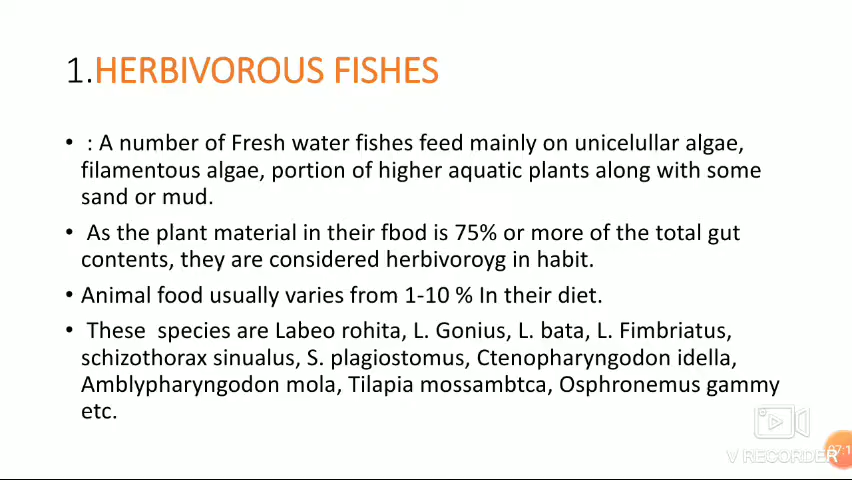 1.HERBIVOROUS FISHES
• : A number of Fresh water fishes feed mainly on unicelullar algae,
filamentous algae, portion of higher aquatic plants along with some
sand or mud.
• As the plant material in their fbod is 75% or more of the total gut
contents, they are considered herbivoroyg in habit.
• Animal food usually varies from 1-10 % In their diet.
• These species are Labeo rohita, L. Gonius, L. bata, L. Fimbriatus,
schizothorax sinualus, S. plagiostomus, Ctenopharyngodon idella,
Amblypharyngodon mola, Tilapia mossambtca, Osphronemus gammy
etc.
V RECORDER